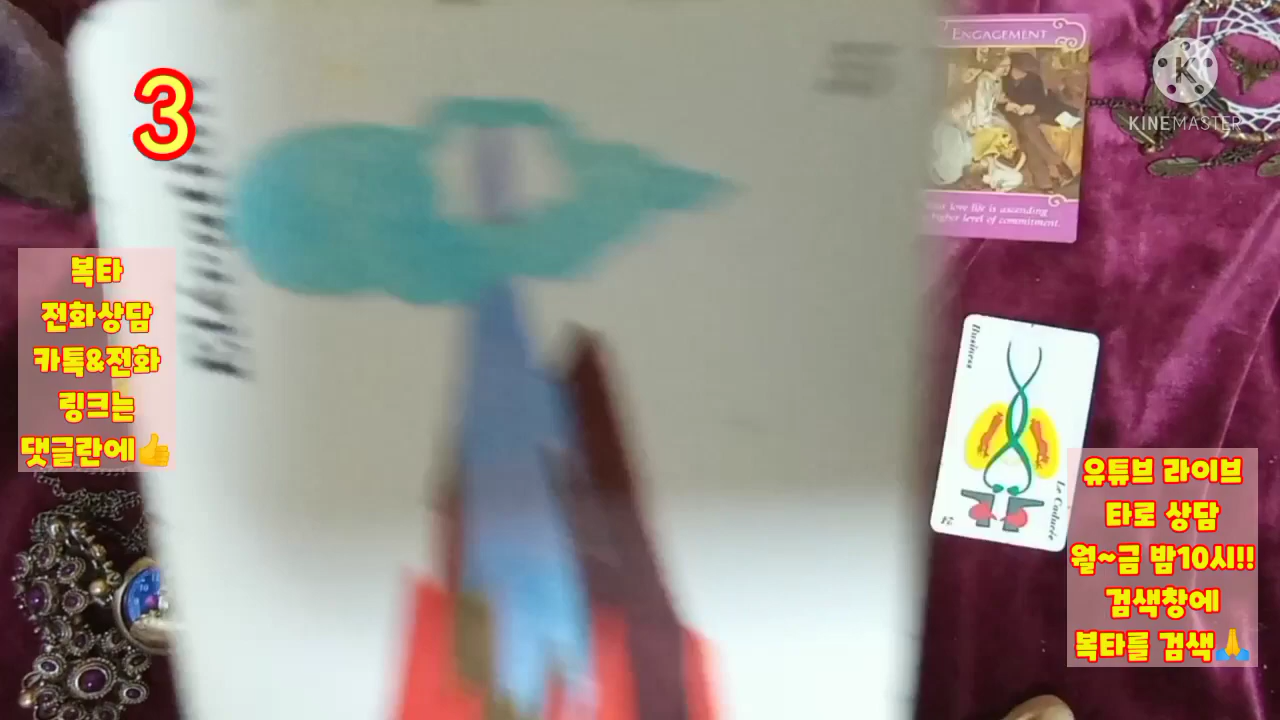 3
ENGAGEMENT
KINEMASTER
your love life is ascending
higher level of commitment.
복타
전화상담
카톡&전화
링크는
댓글란에👍
Business
Le Caducée
유튜브 라이브
타로 상담
월~금 밤10시!!
검색창에
복타를 검색🙏